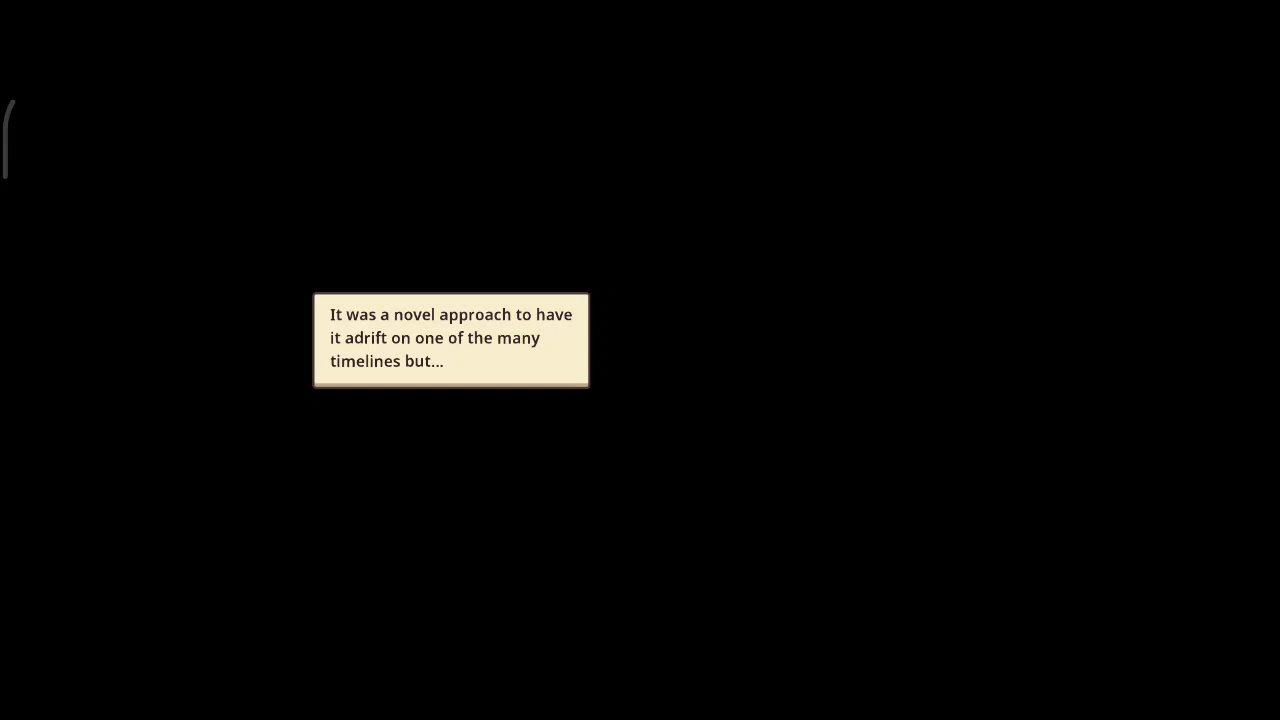 It was a novel approach to have
it adrift on one of the many
timelines but...